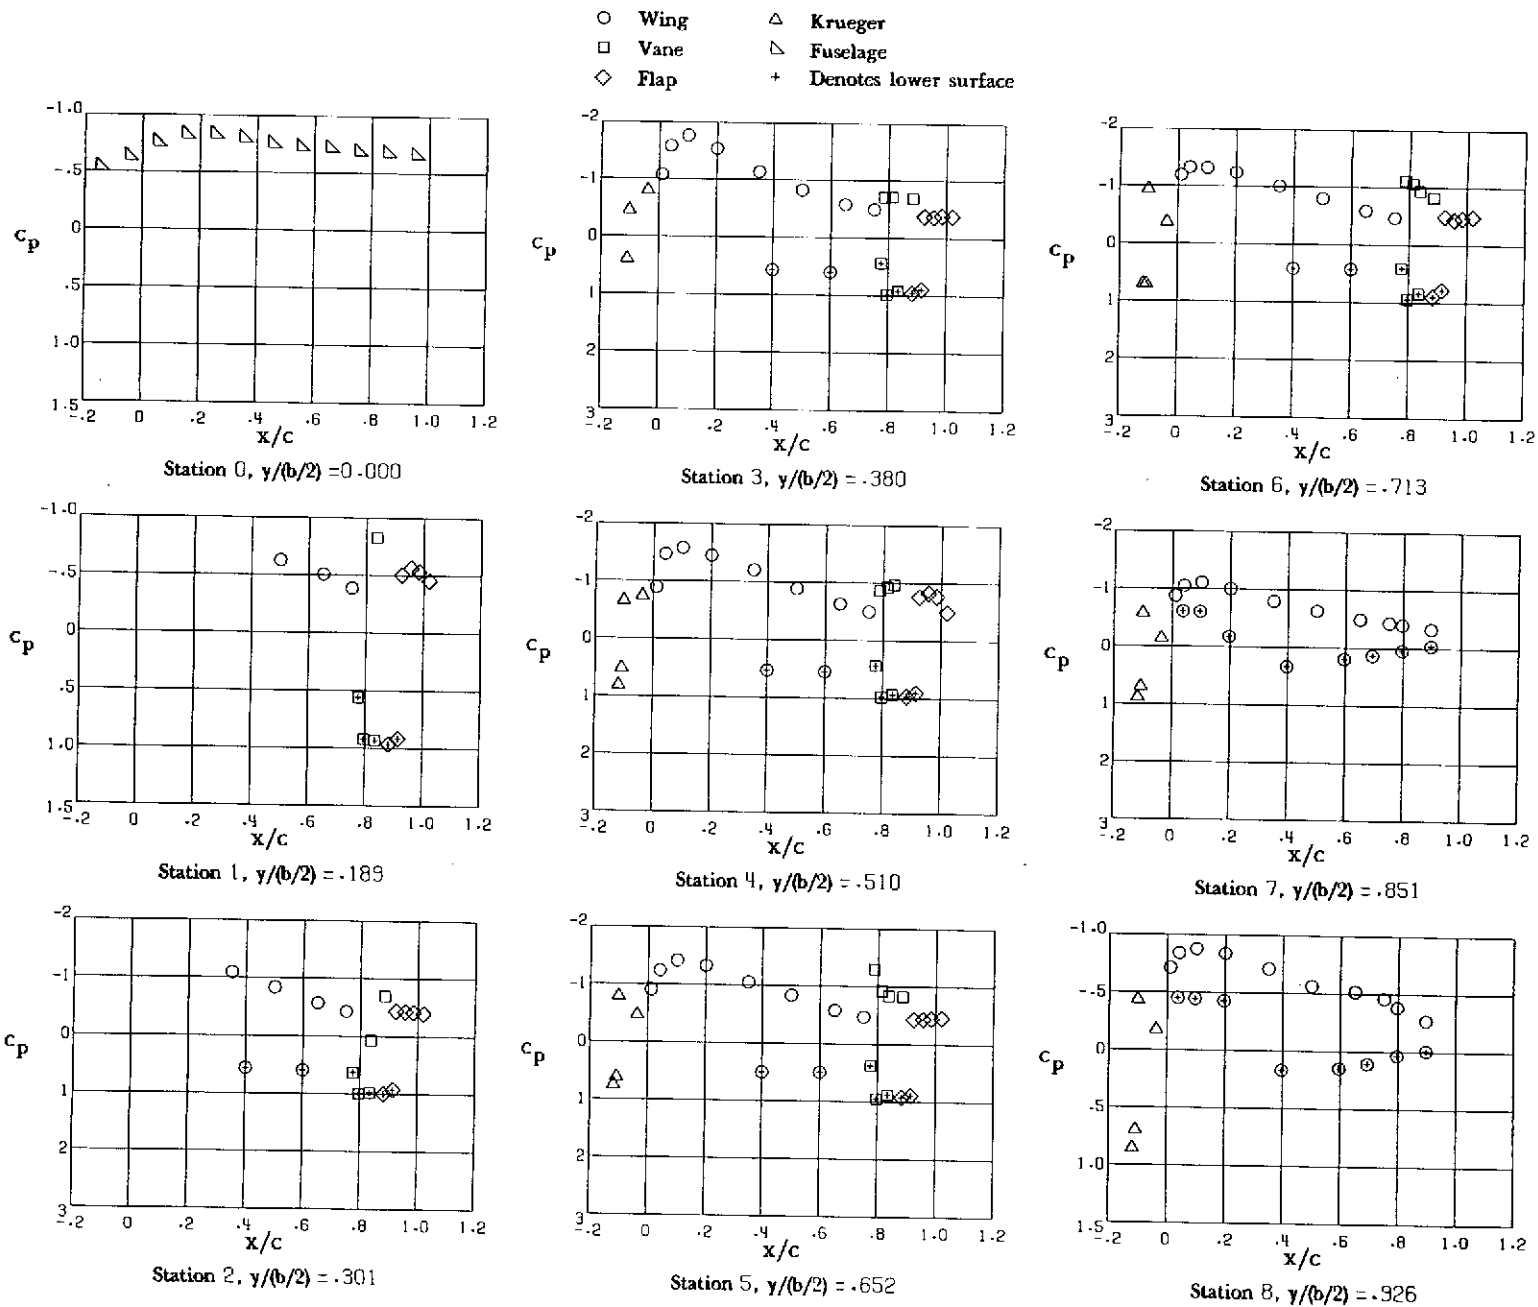 Wing
Vane
Flap
Krueger
Fuselage
+ Denotes lower surface
-1.0
-.5
0
.5
1.0
1.5
cp
-.2 0 .2 .4 .6 .8 1.0 1.2
x/c
Station 0, y/(b/2) =0.000
-2
-1
0
1
2
3
cp
-.2 0 .2 .4 .6 .8 1.0 1.2
x/c
Station 3, y/(b/2) = .380
-2
-1
0
1
2
3
cp
-.2 0 .2 .4 .6 .8 1.0 1.2
x/c
Station 6, y/(b/2) = .713
-1.0
-.5
0
.5
1.0
1.5
cp
-.2 0 .2 .4 .6 .8 1.0 1.2
x/c
Station 1, y/(b/2) = .189
-2
-1
0
1
2
3
cp
-.2 0 .2 .4 .6 .8 1.0 1.2
x/c
Station 4, y/(b/2) = .510
-2
-1
0
1
2
3
cp
-.2 0 .2 .4 .6 .8 1.0 1.2
x/c
Station 7, y/(b/2) = .851
-2
-1
0
1
2
3
cp
-.2 0 .2 .4 .6 .8 1.0 1.2
x/c
Station 2, y/(b/2) = .301
-2
-1
0
1
2
3
cp
-.2 0 .2 .4 .6 .8 1.0 1.2
x/c
Station 5, y/(b/2) = .652
-1.0
-.5
0
.5
1.0
1.5
cp
-.2 0 .2 .4 .6 .8 1.0 1.2
x/c
Station 8, y/(b/2) = .926